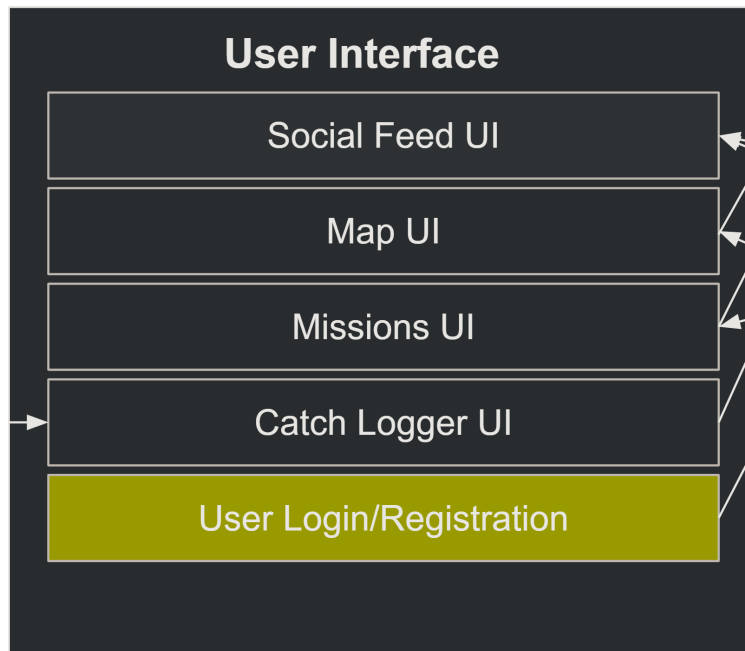 User Interface
Social Feed UI
Map UI
Missions UI
Catch Logger UI
User Login/Registration